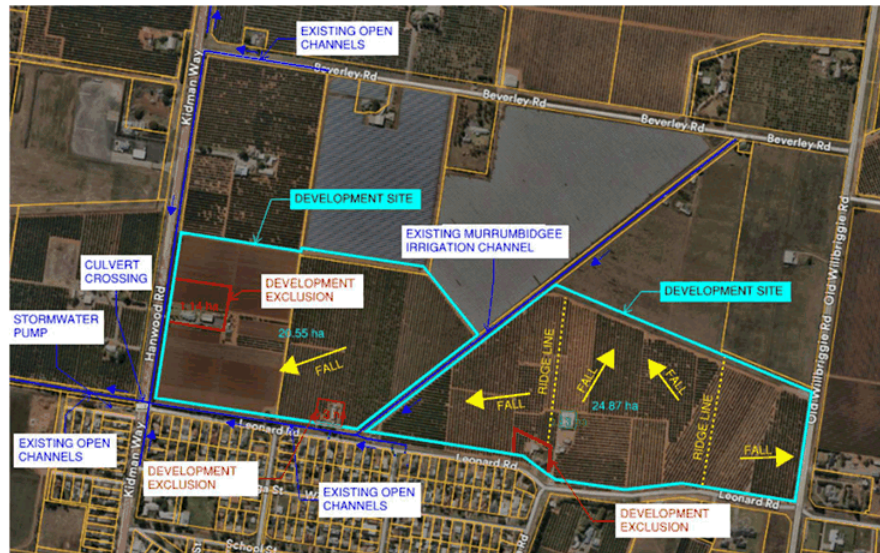 EXISTING OPEN
CHANNELS
Kidman Way
Beverley Rd
Beverley Rd
Beverley Rd
Beverley Rd
DEVELOPMENT SITE
EXISTING MURRUMBIDGEE
IRRIGATION CHANNEL
Old Willbriggie Rd
CULVERT
CROSSING
DEVELOPMENT
EXCLUSION
DEVELOPMENT SITE
STORMWATER
PUMP
Hanwood Rd
26.55 ha
FALL
RIDGE LINE
FALL
FALL
FALL
24.87 ha
RIDGE LINE
FALL
Old Willbriggie Rd
EXISTING OPEN
CHANNELS
Kidman Way
Leonard Rd
Leonard Rd
Leonard Rd
DEVELOPMENT
EXCLUSION
EXISTING OPEN
CHANNELS
DEVELOPMENT
EXCLUSION
School St